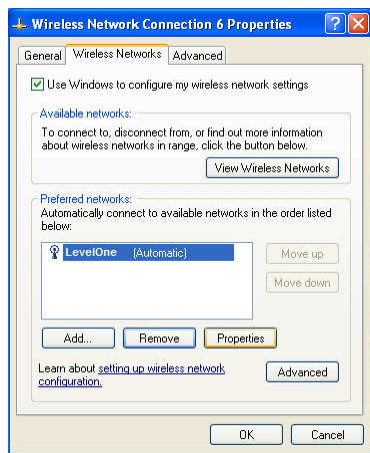 Wireless Network Connection 6 Properties
General Wireless Networks Advanced
Use Windows to configure my wireless network settings
Available networks:
To connect to, disconnect from, or find out more information
about wireless networks in range, click the button below.
View Wireless Networks
Preferred networks:
Automatically connect to available networks in the order listed
below:
LevelOne (Automatic)
Move up
Move down
Add... Remove Properties
Learn about setting up wireless network
configuration.
Advanced
OK Cancel